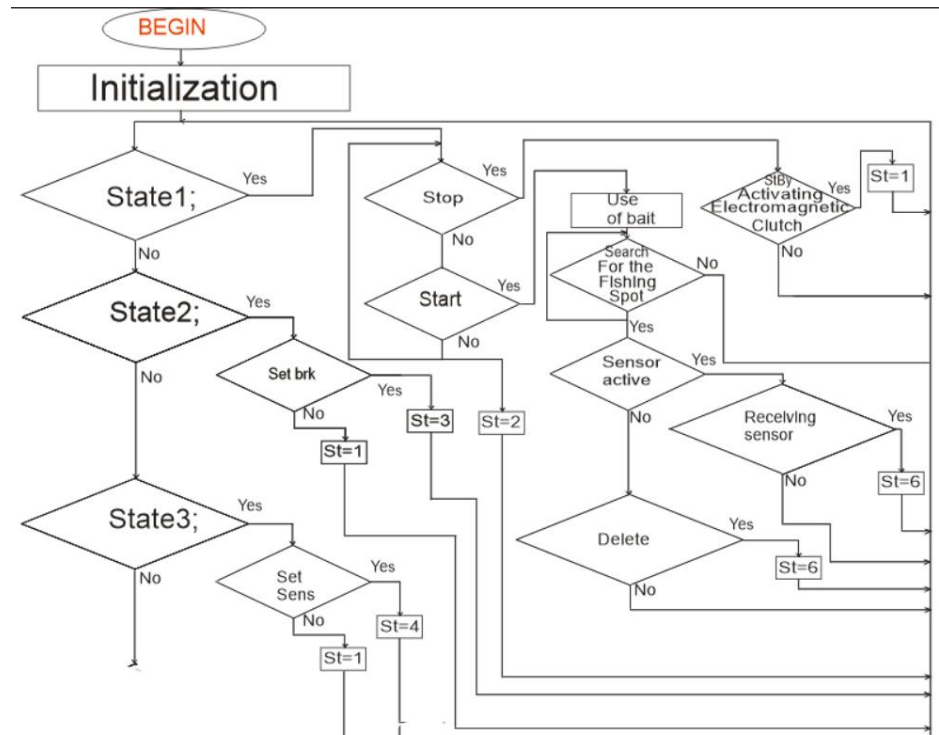 BEGIN
Initialization
State1;
Yes
No
Stop
Yes
No
Start
Yes
No
Use
of bait
Search
For the
Fishing
Spot
No
Yes
StBy
Activating
Electromagnetic
Clutch
Yes
No
St=1
State2;
Yes
No
Set brk
Yes
No
St=1
St=3
St=2
Sensor
active
Yes
No
Receiving
sensor
Yes
No
St=6
State3;
Yes
No
Set
Sens
Yes
No
St=4
St=1
Delete
Yes
No
St=6